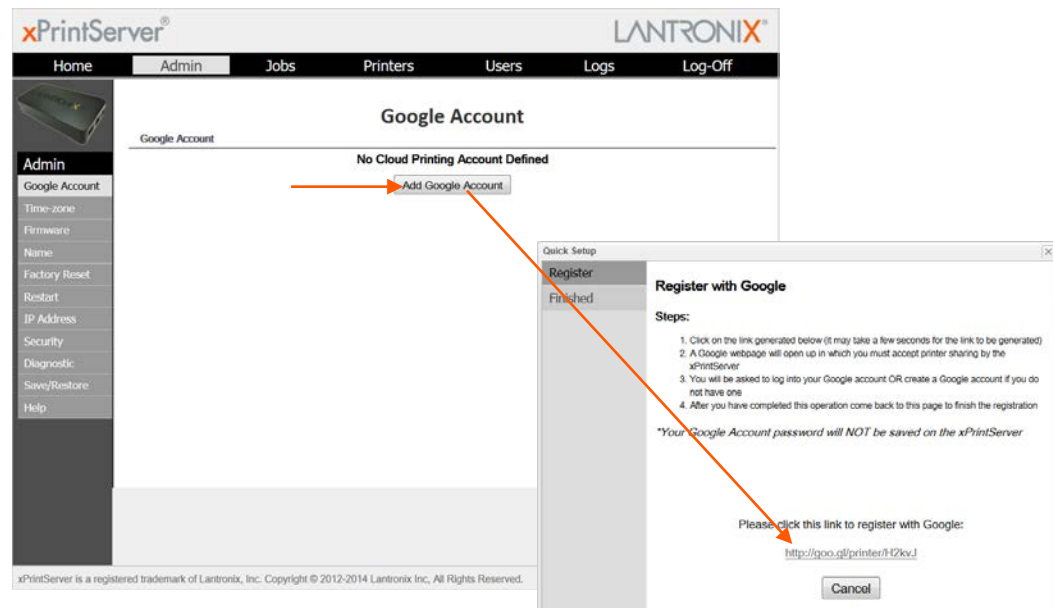 xPrintServer®
LANTRONIX®
Home Admin Jobs Printers Users Logs Log-Off
LANTRONIX
Google Account
Google Account
No Cloud Printing Account Defined
Add Google Account
Admin
Google Account
Time-zone
Firmware
Name
Factory Reset
Restart
IP Address
Security
Diagnostic
Save/Restore
Help
xPrintServer is a registered trademark of Lantronix, Inc. Copyright © 2012-2014 Lantronix Inc, All Rights Reserved.
Quick Setup
Register
Finished
Register with Google
Steps:
1. Click on the link generated below (it may take a few seconds for the link to be generated)
2. A Google webpage will open up in which you must accept printer sharing by the
xPrintServer
3. You will be asked to log into your Google account OR create a Google account if you do
not have one
4. After you have completed this operation come back to this page to finish the registration
*Your Google Account password will NOT be saved on the xPrintServer
Please click this link to register with Google:
http://goo.gl/printer/H2kvJ
Cancel